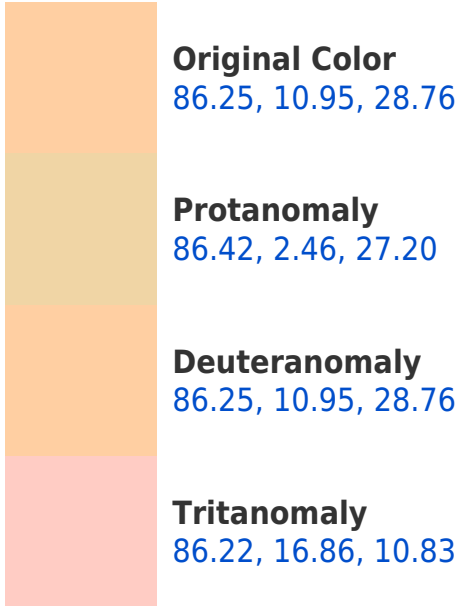 Original Color
86.25, 10.95, 28.76
Protanomaly
86.42, 2.46, 27.20
Deuteranomaly
86.25, 10.95, 28.76
Tritanomaly
86.22, 16.86, 10.83